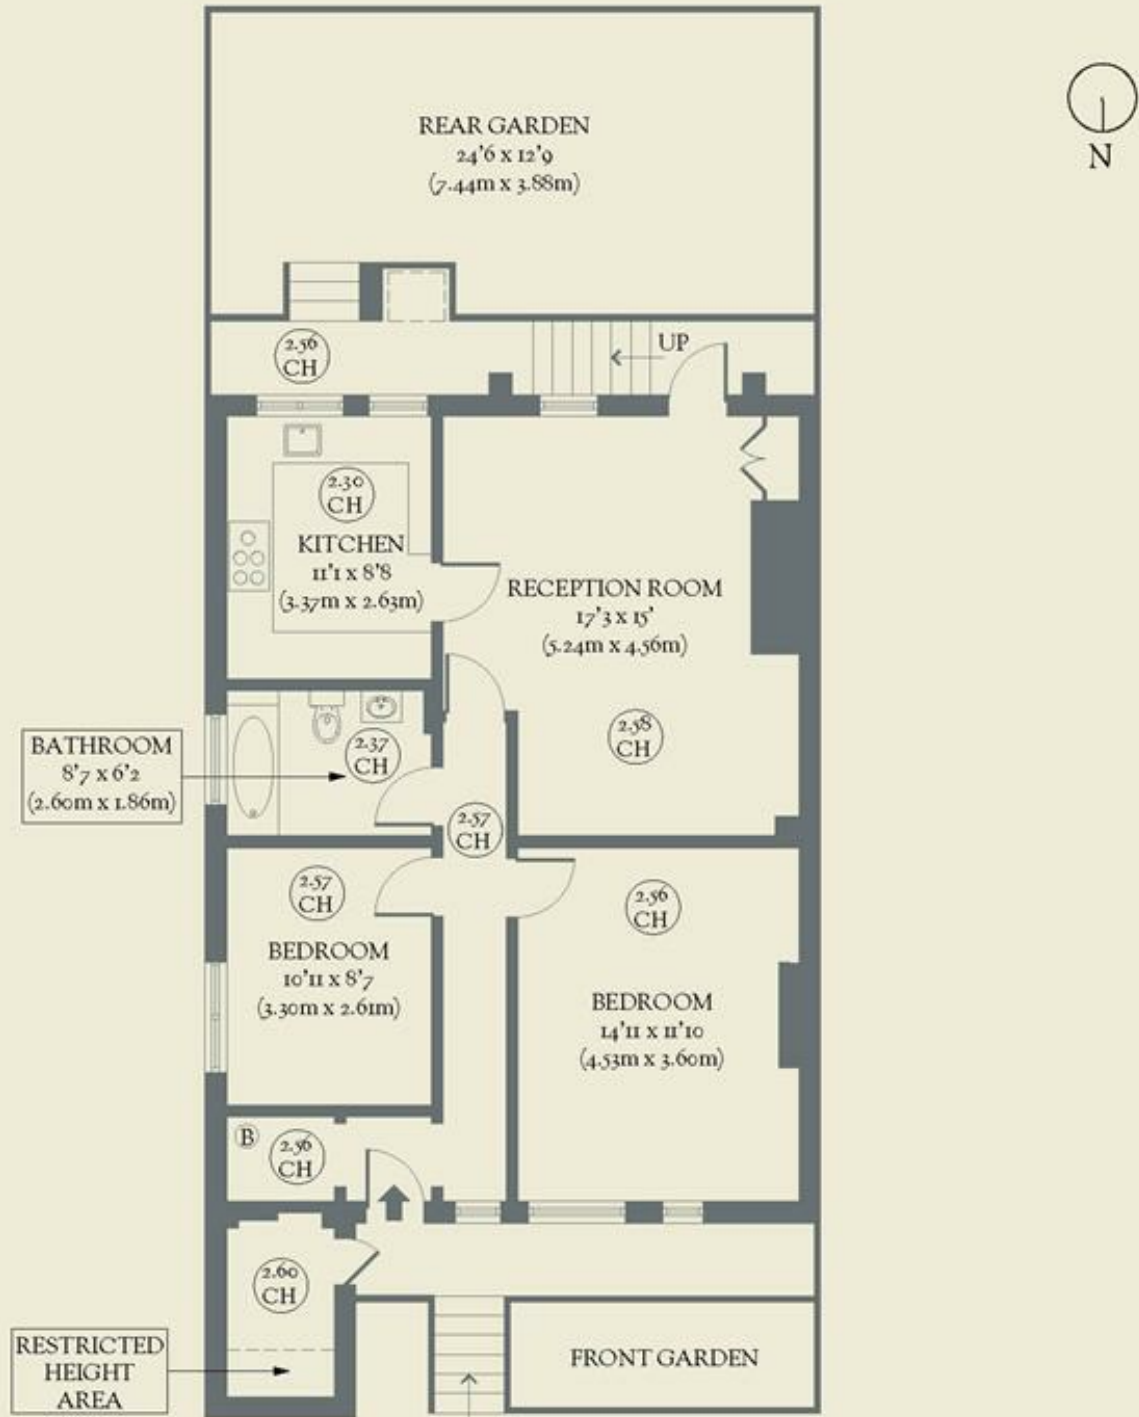 REAR GARDEN
24'6 x 12'9
(7.44m x 3.88m)
N
2.56
CH
UP
2.30
CH
KITCHEN
11'1 x 8'8
(3.37m x 2.63m)
RECEPTION ROOM
17'3 x 15'
(5.24m x 4.56m)
2.58
CH
BATHROOM
8'7 x 6'2
(2.60m x 1.86m)
2.37
CH
2.57
CH
2.57
CH
BEDROOM
10'11 x 8'7
(3.30m x 2.61m)
2.56
CH
BEDROOM
14'11 x 11'10
(4.53m x 3.60m)
B
2.56
CH
2.60
CH
RESTRICTED
HEIGHT
AREA
FRONT GARDEN